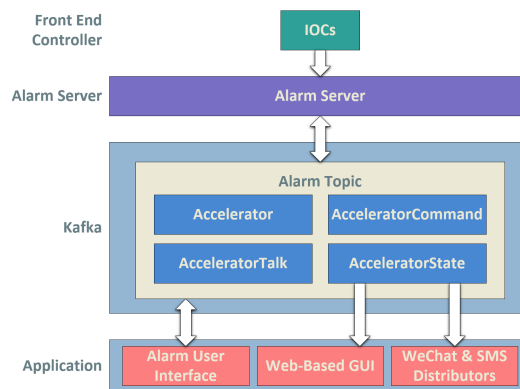 Front End
Controller
IOCs
Alarm Server
Alarm Server
Kafka
Alarm Topic
Accelerator
AcceleratorCommand
AcceleratorTalk
AcceleratorState
Application
Alarm User
Interface
Web-Based GUI
WeChat & SMS
Distributors